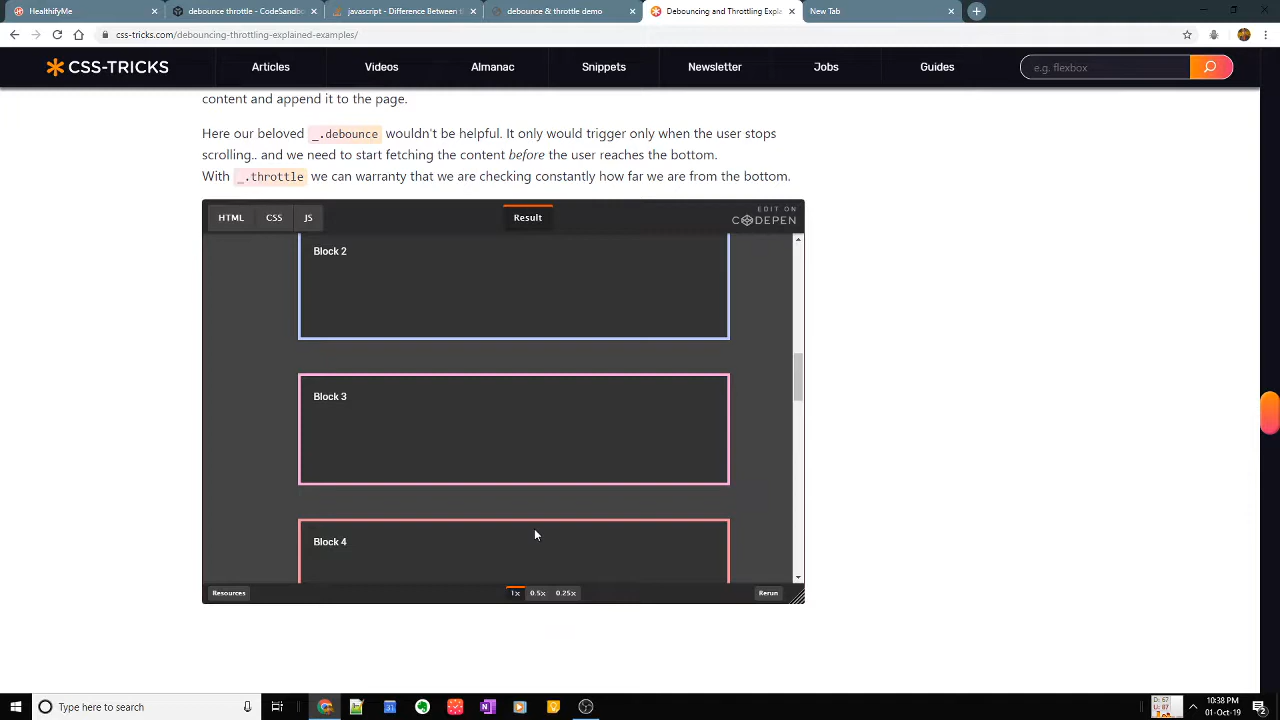 HealthifyMe
debounce throttle - CodeSandbox
javascript - Difference Between t
debounce & throttle demo
Debouncing and Throttling Expla
New Tab
css-tricks.com/debouncing-throttling-explained-examples/
CSS-TRICKS
Articles
Videos
Almanac
Snippets
Newsletter
Jobs
Guides
e.g. flexbox
content and append it to the page.
Here our beloved _.debounce wouldn't be helpful. It only would trigger only when the user stops
scrolling.. and we need to start fetching the content before the user reaches the bottom.
With _.throttle we can warranty that we are checking constantly how far we are from the bottom.
HTML
CSS
JS
Result
EDIT ON
CODEPEN
Block 2
Block 3
Block 4
Resources
1x
0.5x
0.25x
Rerun
Type here to search
D: 67
U: 87
10:38 PM
01-Oct-19
2